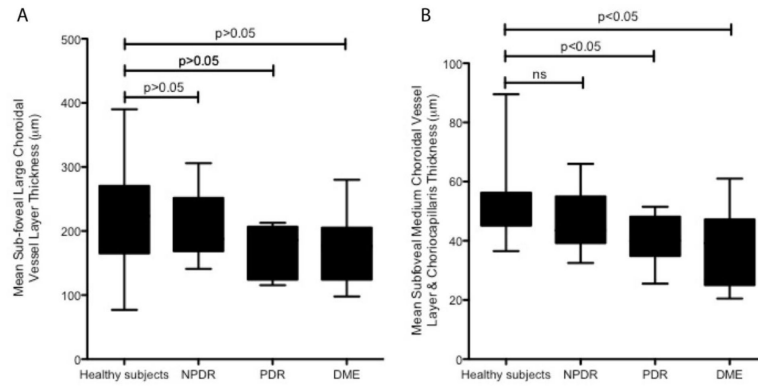 A
p>0.05
p>0.05
p>0.05
Mean Sub-foveal Large Choroidal
Vessel Layer Thickness (μm)
500
400
300
200
100
0
Healthy subjects NPDR PDR DME
B
p<0.05
p<0.05
ns
Mean Subfoveal Medium Choroidal Vessel
Layer & Choriocapillaris Thickness (μm)
100
80
60
40
20
0
Healthy subjects NPDR PDR DME